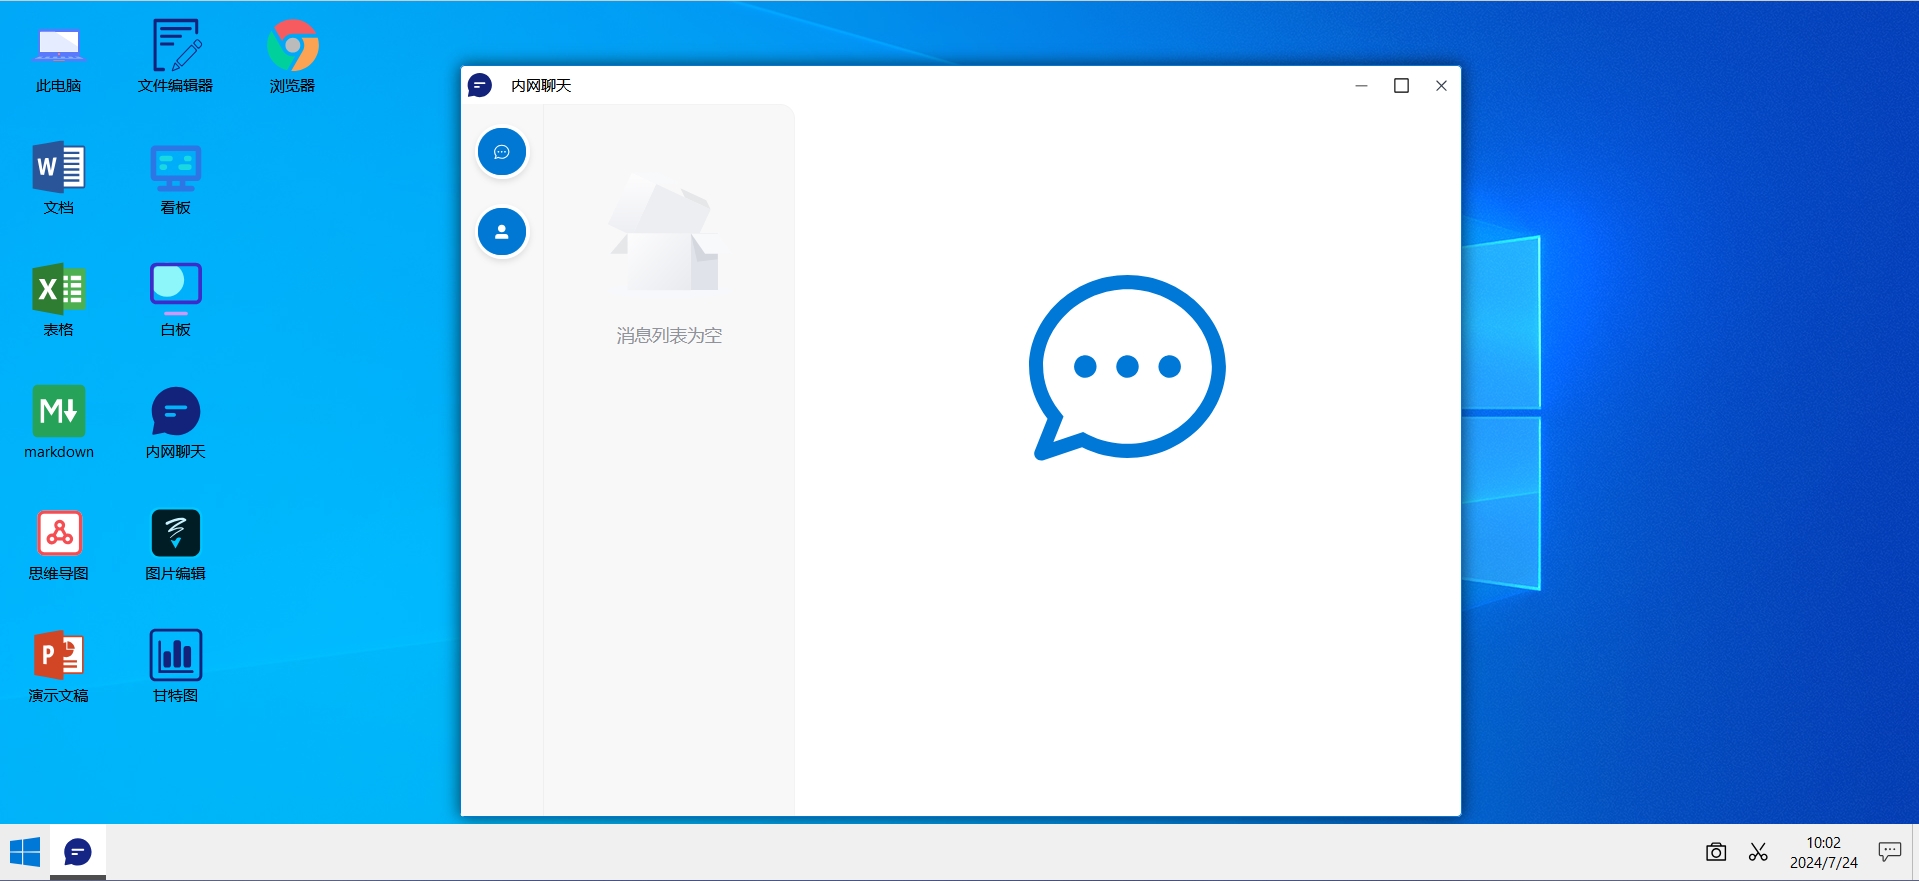 此电脑
文件编辑器
浏览器
文档
看板
表格
白板
markdown
内网聊天
思维导图
图片编辑
演示文稿
甘特图
内网聊天
消息列表为空
10:02
2024/7/24